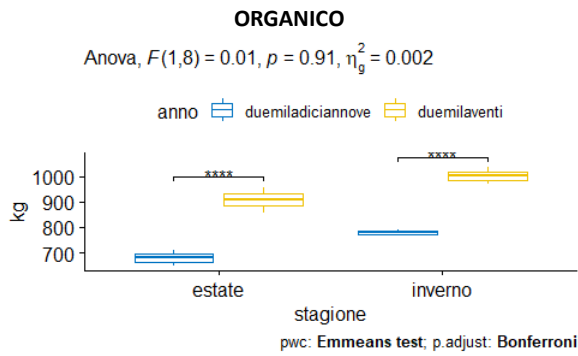 ORGANICO
Anova, F(1,8) = 0.01, p = 0.91, η²g = 0.002
anno duemiladiciannove duemilaventi
**** ****
kg
1000
900
800
700
estate inverno
stagione
pwc: Emmeans test; p.adjust: Bonferroni